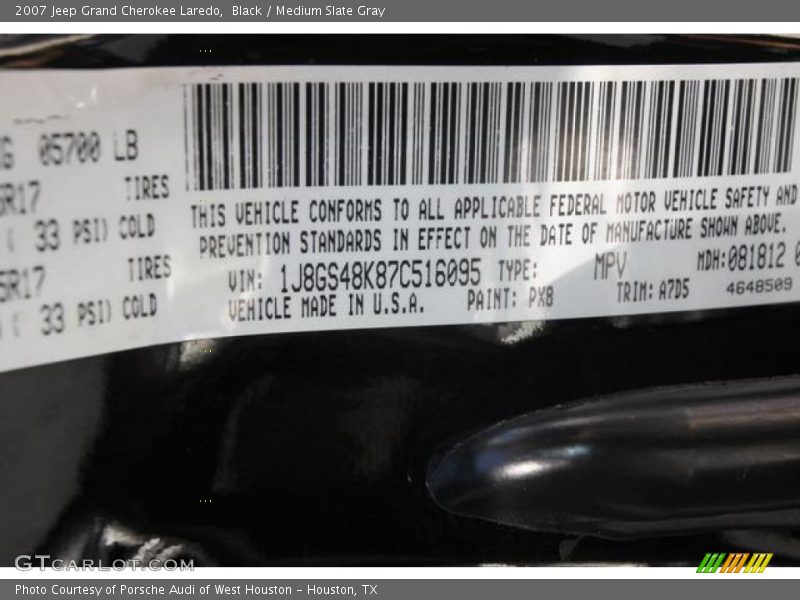 2007 Jeep Grand Cherokee Laredo, Black / Medium Slate Gray
05700 LB
TIRES
33 PSI) COLD
TIRES
33 PSI) COLD
THIS VEHICLE CONFORMS TO ALL APPLICABLE FEDERAL MOTOR VEHICLE SAFETY AND
PREVENTION STANDARDS IN EFFECT ON THE DATE OF MANUFACTURE SHOWN ABOVE.
VIN: 1J8GS48K87C516095 TYPE: MPV MDH: 081812
VEHICLE MADE IN U.S.A. PAINT: PX8 TRIM: A7D5 4648509
GTCARLOT.COM
Photo Courtesy of Porsche Audi of West Houston - Houston, TX